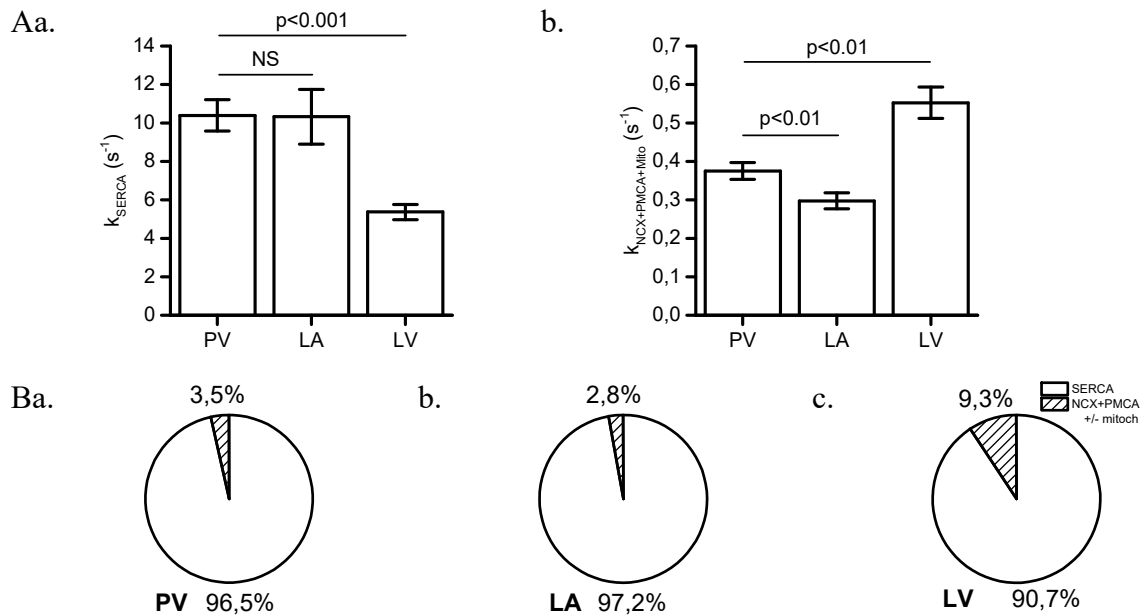 Aa.
p<0.001
NS
14
12
10
8
6
4
2
0
k_SERCA (s⁻¹)
PV LA LV
b.
p<0.01
p<0.01
0,7
0,6
0,5
0,4
0,3
0,2
0,1
0,0
k_NCX+PMCA+Mito (s⁻¹)
PV LA LV
Ba.
3,5%
PV 96,5%
b.
2,8%
LA 97,2%
c.
9,3%
SERCA
NCX+PMCA
+/- mitoch
LV 90,7%